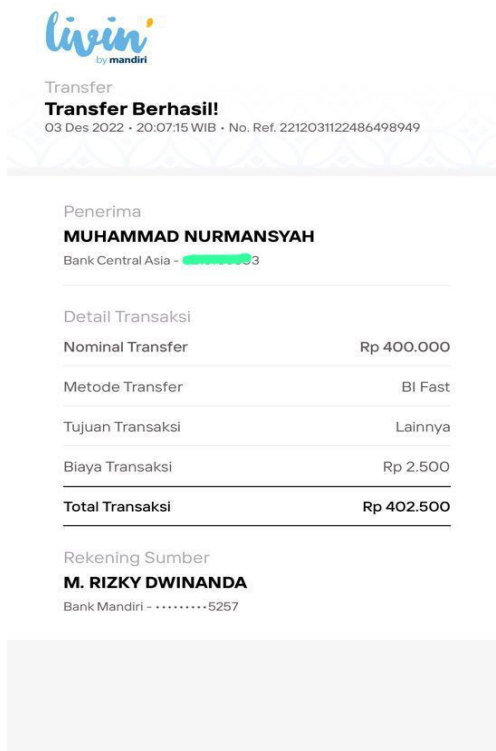 livin'
by mandiri
Transfer
Transfer Berhasil!
03 Des 2022 • 20:07:15 WIB • No. Ref. 2212031122486498949
Penerima
MUHAMMAD NURMANSYAH
Bank Central Asia - 3
Detail Transaksi
Nominal Transfer Rp 400.000
Metode Transfer BI Fast
Tujuan Transaksi Lainnya
Biaya Transaksi Rp 2.500
Total Transaksi Rp 402.500
Rekening Sumber
M. RIZKY DWINANDA
Bank Mandiri - •••••••••5257